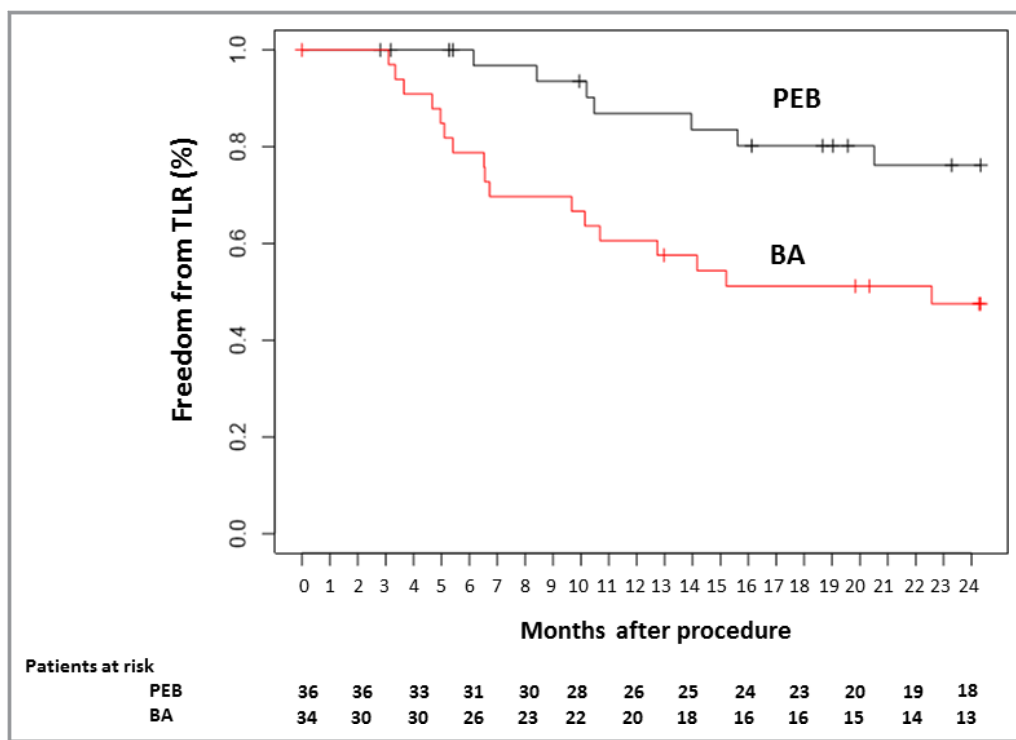 Freedom from TLR (%)
1.0
0.8
0.6
0.4
0.2
0.0
PEB
BA
0 1 2 3 4 5 6 7 8 9 10 11 12 13 14 15 16 17 18 19 20 21 22 23 24
Months after procedure
Patients at risk
PEB 36 36 33 31 30 28 26 25 24 23 20 19 18
BA 34 30 30 26 23 22 20 18 16 16 15 14 13